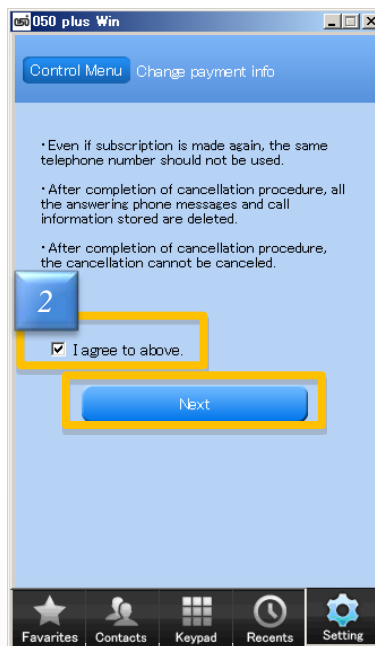 050 050 plus Win
Control Menu Change payment info
・Even if subscription is made again, the same
telephone number should not be used.
・After completion of cancellation procedure, all
the answering phone messages and call
information stored are deleted.
・After completion of cancellation procedure,
the cancellation cannot be canceled.
2
I agree to above.
Next
Favarites Contacts Keypad Recents Setting